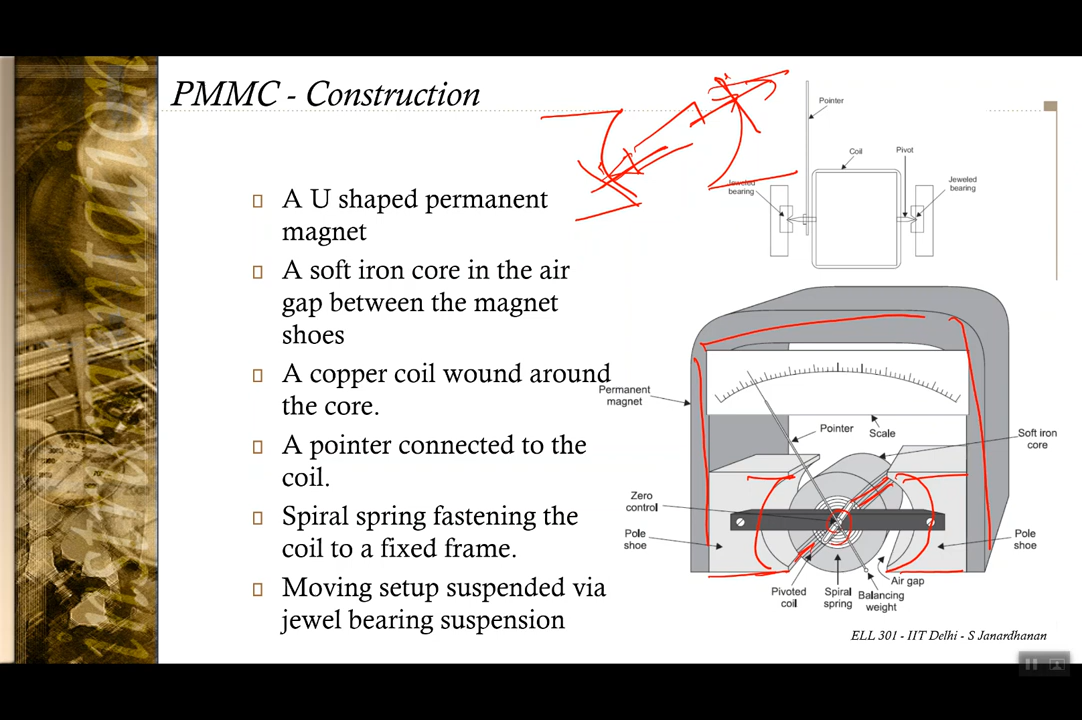 PMMC - Construction
A U shaped permanent
magnet
A soft iron core in the air
gap between the magnet
shoes
A copper coil wound around
the core.
A pointer connected to the
coil.
Spiral spring fastening the
coil to a fixed frame.
Moving setup suspended via
jewel bearing suspension
Pointer
Coil
Pivot
Jeweled
bearing
Jeweled
bearing
Permanent
magnet
Pointer
Scale
Soft iron
core
Zero
control
Pole
shoe
Pole
shoe
Air gap
Pivoted
coil
Spiral
spring
Balancing
weight
ELL 301 - IIT Delhi - S Janardhanan
instrumentation